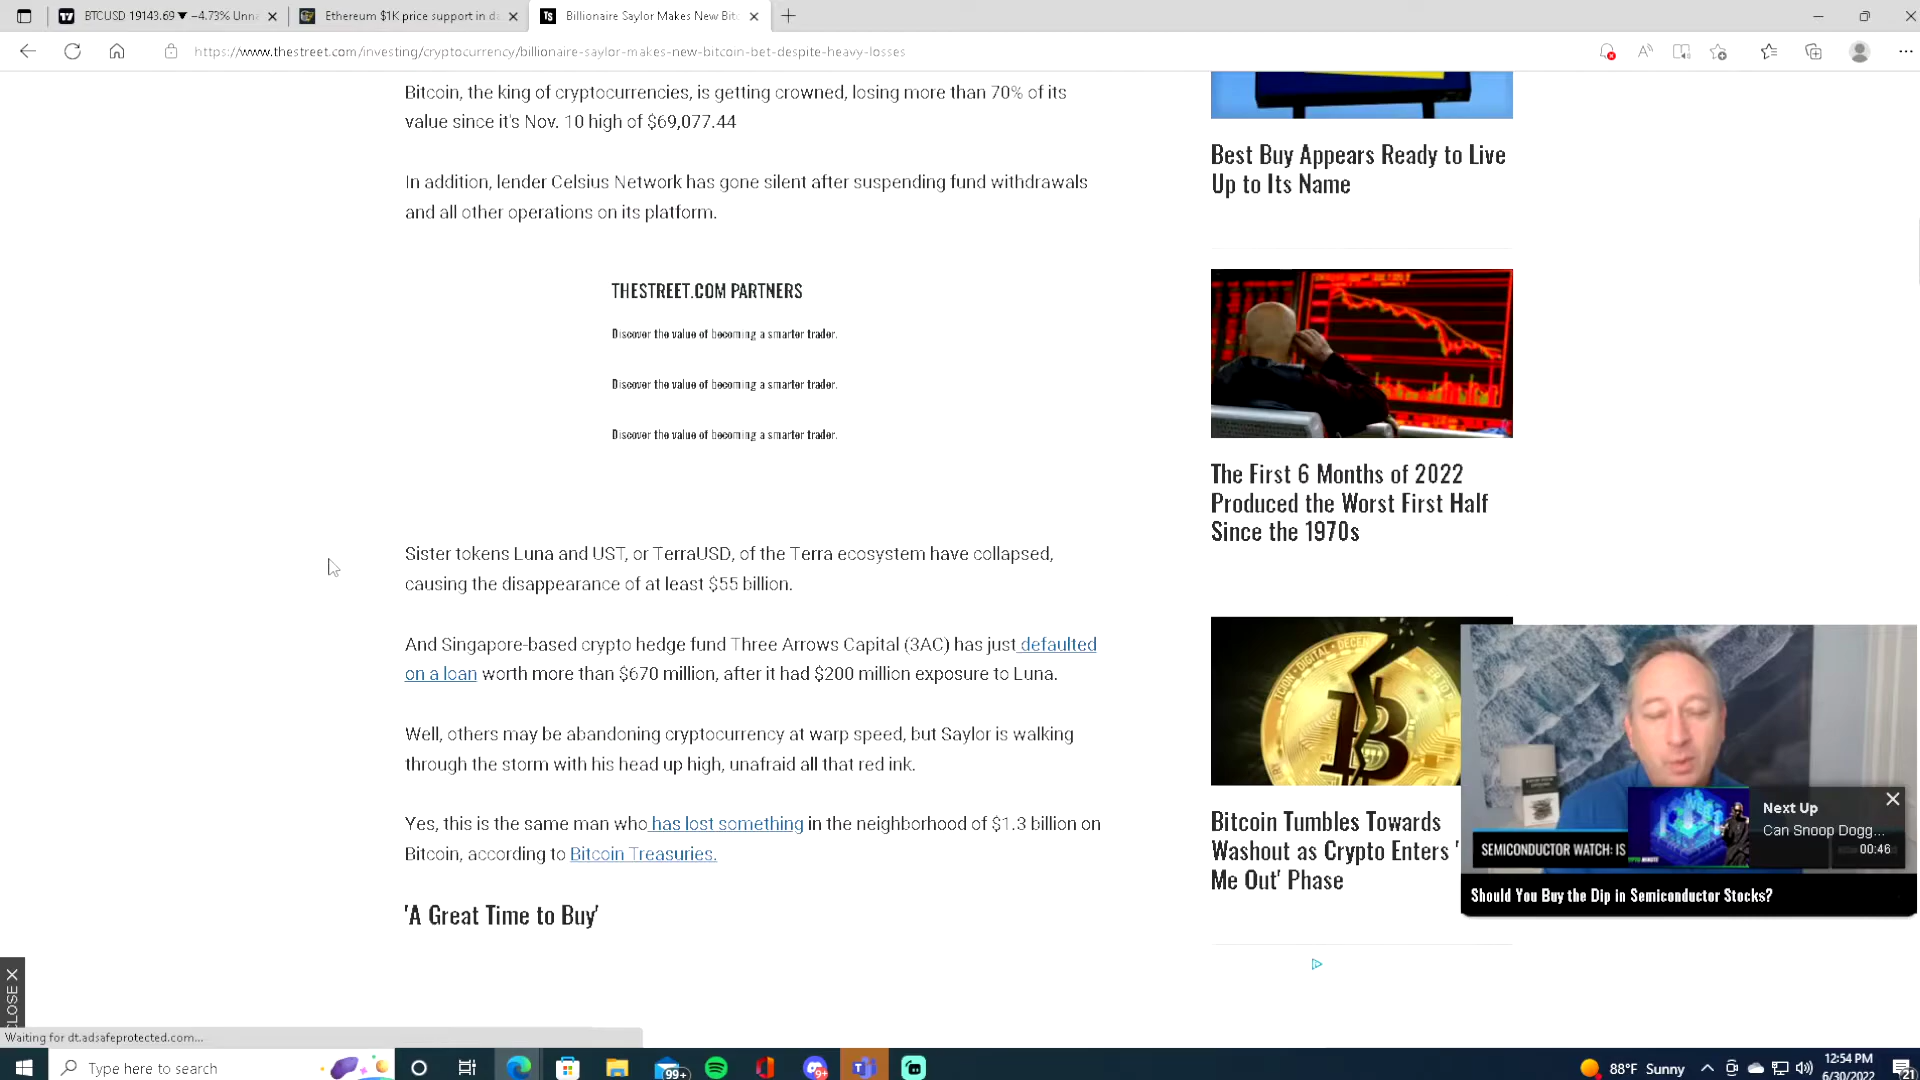 BTCUSD 19143.69 ▼ −4.73% Unna
Ethereum $1K price support in da
Billionaire Saylor Makes New Bitc
https://www.thestreet.com/investing/cryptocurrency/billionaire-saylor-makes-new-bitcoin-bet-despite-heavy-losses
Bitcoin, the king of cryptocurrencies, is getting crowned, losing more than 70% of its
value since it's Nov. 10 high of $69,077.44
In addition, lender Celsius Network has gone silent after suspending fund withdrawals
and all other operations on its platform.
THESTREET.COM PARTNERS
Discover the value of becoming a smarter trader.
Discover the value of becoming a smarter trader.
Discover the value of becoming a smarter trader.
Sister tokens Luna and UST, or TerraUSD, of the Terra ecosystem have collapsed,
causing the disappearance of at least $55 billion.
And Singapore-based crypto hedge fund Three Arrows Capital (3AC) has just defaulted
on a loan worth more than $670 million, after it had $200 million exposure to Luna.
Well, others may be abandoning cryptocurrency at warp speed, but Saylor is walking
through the storm with his head up high, unafraid all that red ink.
Yes, this is the same man who has lost something in the neighborhood of $1.3 billion on
Bitcoin, according to Bitcoin Treasuries.
'A Great Time to Buy'
Best Buy Appears Ready to Live
Up to Its Name
The First 6 Months of 2022
Produced the Worst First Half
Since the 1970s
Bitcoin Tumbles Towards
Washout as Crypto Enters '
Me Out' Phase
Next Up
Can Snoop Dogg...
00:46
SEMICONDUCTOR WATCH: IS
Should You Buy the Dip in Semiconductor Stocks?
CLOSE X
Waiting for dt.adsafeprotected.com...
Type here to search
99+
9+
88°F Sunny
12:54 PM
6/30/2022
21